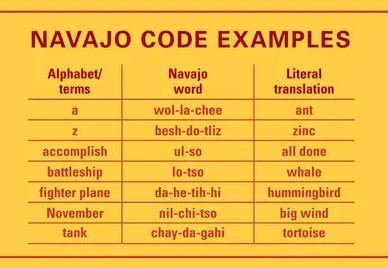 NAVAJO CODE EXAMPLES
Alphabet/ Navajo Literal
terms word translation
a wol-la-chee ant
z besh-do-tliz zinc
accomplish ul-so all done
battleship lo-tso whale
fighter plane da-he-tih-hi hummingbird
November nil-chi-tso big wind
tank chay-da-gahi tortoise